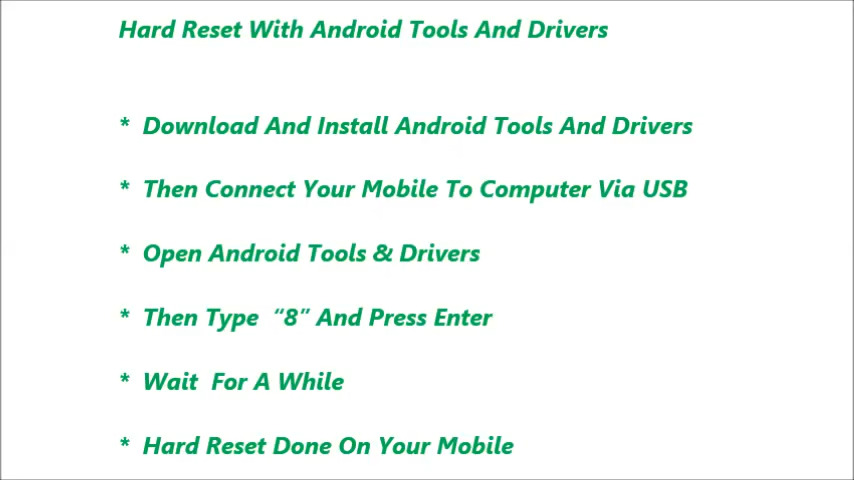 Hard Reset With Android Tools And Drivers
* Download And Install Android Tools And Drivers
* Then Connect Your Mobile To Computer Via USB
* Open Android Tools & Drivers
* Then Type “8” And Press Enter
* Wait For A While
* Hard Reset Done On Your Mobile